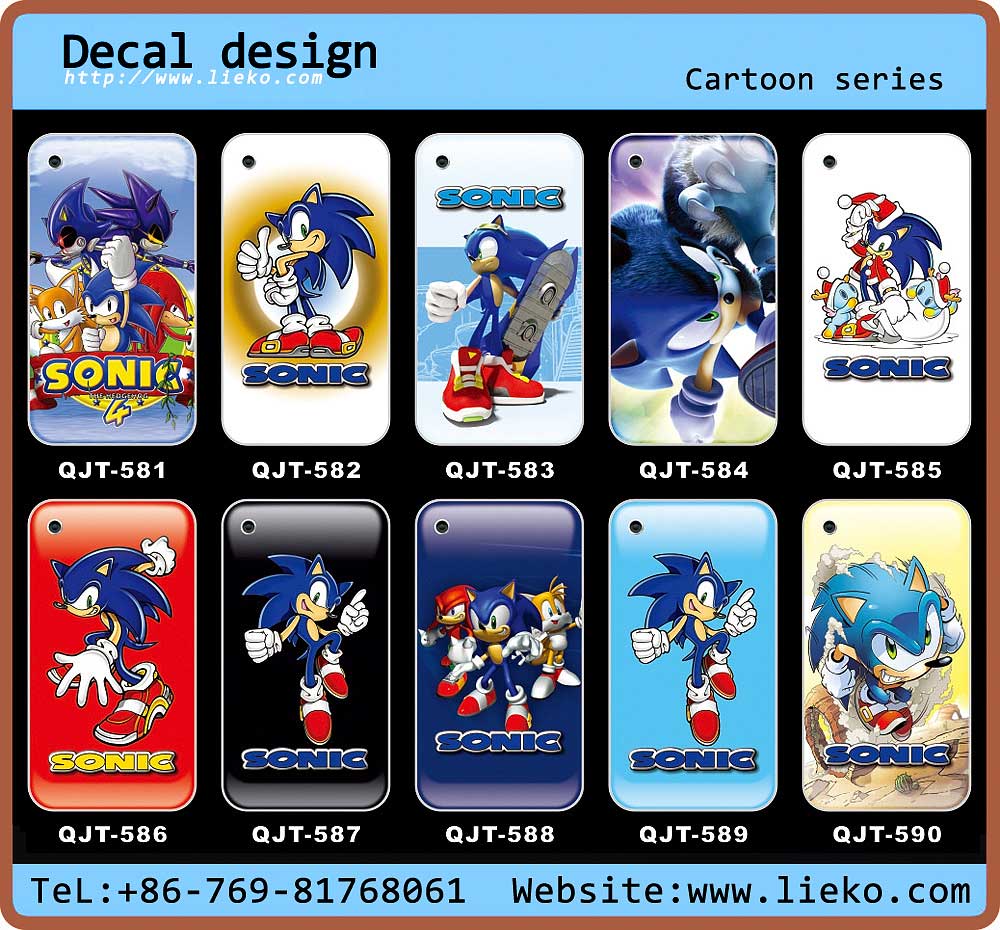 Decal design
http://www.lieko.com
Cartoon series
SONIC
THE HEDGEHOG
4
SONIC
SONIC
SONIC
QJT-581 QJT-582 QJT-583 QJT-584 QJT-585
SONIC
SONIC
SONIC
SONIC
SONIC
QJT-586 QJT-587 QJT-588 QJT-589 QJT-590
TeL:+86-769-81768061 Website:www.lieko.com